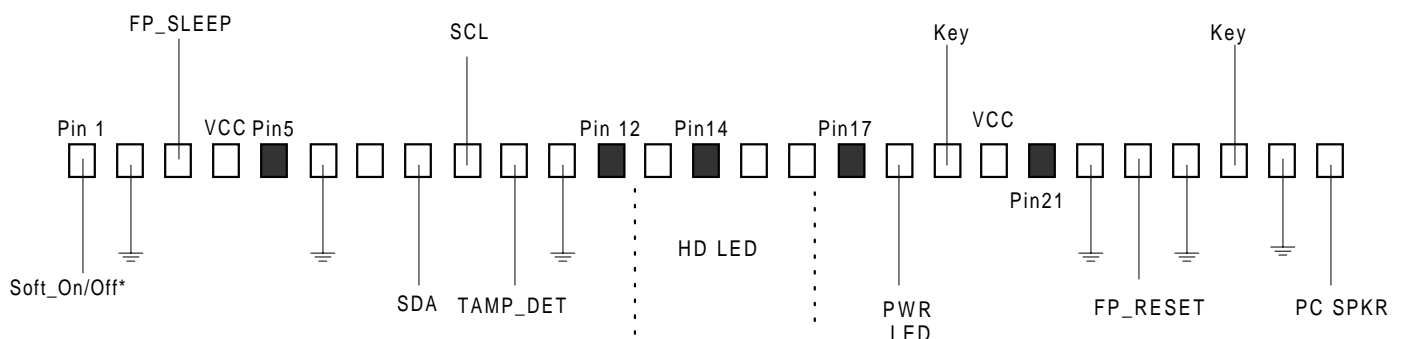 FP_SLEEP
SCL
Key
Key
Pin 1
VCC
Pin5
Pin 12
Pin14
Pin17
VCC
Pin21
HD LED
Soft_On/Off*
SDA
TAMP_DET
PWR
LED
FP_RESET
PC SPKR